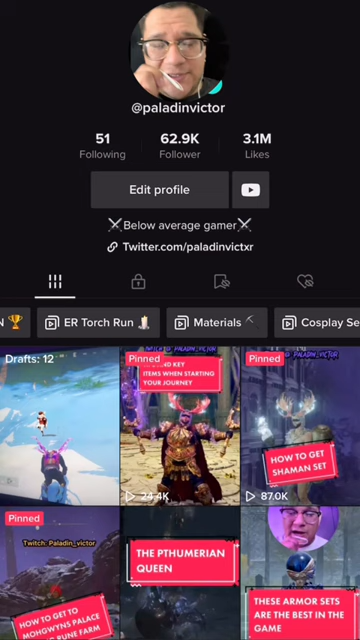 @paladinvictor
51 62.9K 3.1M
Following Follower Likes
Edit profile
⚔️Below average gamer⚔️
Twitter.com/paladinvictxr
N 🏆 ER Torch Run 🕯️ Materials ⛏️ Cosplay Se
Drafts: 12
Pinned
ITEMS WHEN STARTING
YOUR JOURNEY
24.4K
Pinned
HOW TO GET
SHAMAN SET
87.0K
Pinned
Twitch: Paladin_victor
HOW TO GET TO
MOHGWYNS PALACE
RUNE FARM
THE PTHUMERIAN
QUEEN
THESE ARMOR SETS
ARE THE BEST IN THE
GAME